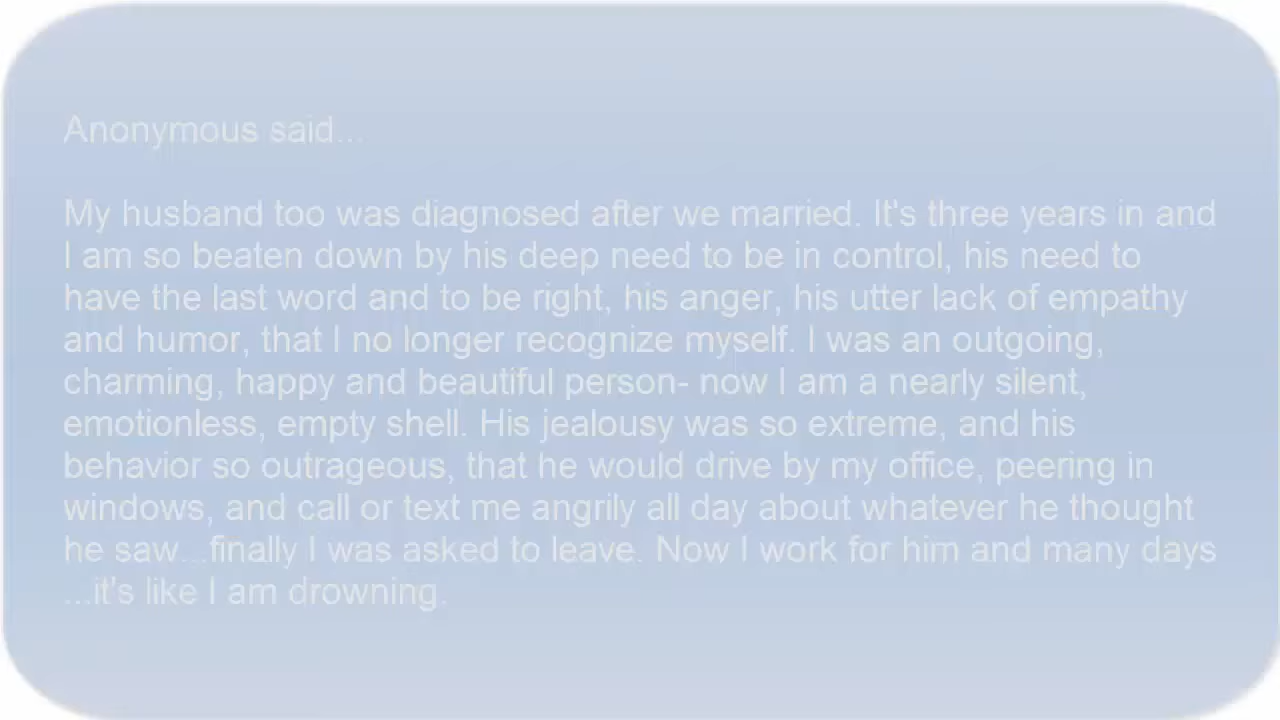 Anonymous said...
My husband too was diagnosed after we married. It's three years in and
I am so beaten down by his deep need to be in control, his need to
have the last word and to be right, his anger, his utter lack of empathy
and humor, that I no longer recognize myself. I was an outgoing,
charming, happy and beautiful person- now I am a nearly silent,
emotionless, empty shell. His jealousy was so extreme, and his
behavior so outrageous, that he would drive by my office, peering in
windows, and call or text me angrily all day about whatever he thought
he saw...finally I was asked to leave. Now I work for him and many days
...it's like I am drowning.